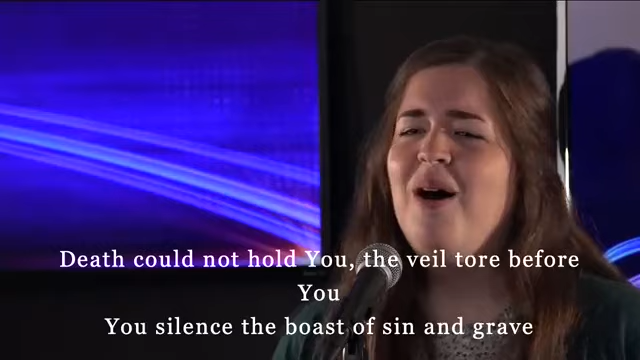 Death could not hold You, the veil tore before
You
You silence the boast of sin and grave